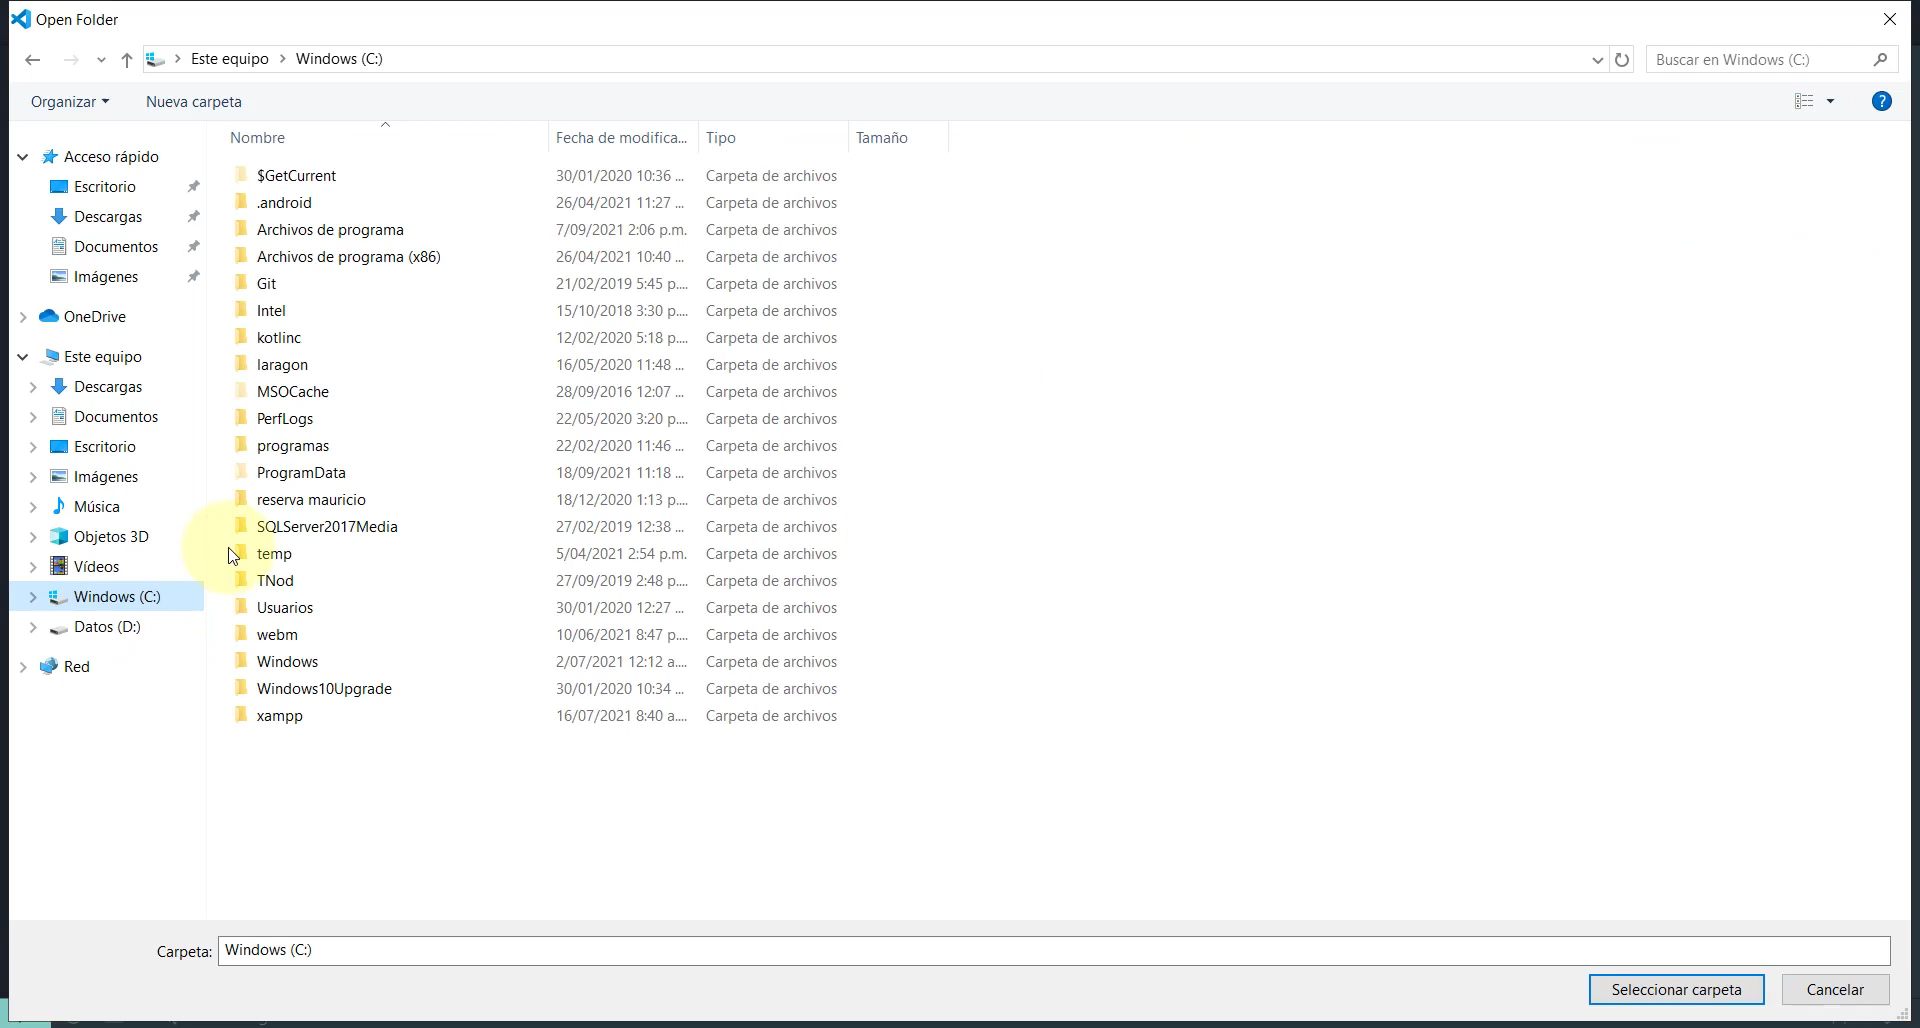 Open Folder
Este equipo > Windows (C:)
Buscar en Windows (C:)
Organizar
Nueva carpeta
Nombre Fecha de modifica... Tipo Tamaño
Acceso rápido
Escritorio
Descargas
Documentos
Imágenes
OneDrive
Este equipo
Descargas
Documentos
Escritorio
Imágenes
Música
Objetos 3D
Vídeos
Windows (C:)
Datos (D:)
Red
$GetCurrent 30/01/2020 10:36 ... Carpeta de archivos
.android 26/04/2021 11:27 ... Carpeta de archivos
Archivos de programa 7/09/2021 2:06 p.m. Carpeta de archivos
Archivos de programa (x86) 26/04/2021 10:40 ... Carpeta de archivos
Git 21/02/2019 5:45 p.... Carpeta de archivos
Intel 15/10/2018 3:30 p.... Carpeta de archivos
kotlinc 12/02/2020 5:18 p.... Carpeta de archivos
laragon 16/05/2020 11:48 ... Carpeta de archivos
MSOCache 28/09/2016 12:07 ... Carpeta de archivos
PerfLogs 22/05/2020 3:20 p.... Carpeta de archivos
programas 22/02/2020 11:46 ... Carpeta de archivos
ProgramData 18/09/2021 11:18 ... Carpeta de archivos
reserva mauricio 18/12/2020 1:13 p.... Carpeta de archivos
SQLServer2017Media 27/02/2019 12:38 ... Carpeta de archivos
temp 5/04/2021 2:54 p.m. Carpeta de archivos
TNod 27/09/2019 2:48 p.... Carpeta de archivos
Usuarios 30/01/2020 12:27 ... Carpeta de archivos
webm 10/06/2021 8:47 p.... Carpeta de archivos
Windows 2/07/2021 12:12 a.... Carpeta de archivos
Windows10Upgrade 30/01/2020 10:34 ... Carpeta de archivos
xampp 16/07/2021 8:40 a.... Carpeta de archivos
Carpeta: Windows (C:)
Seleccionar carpeta Cancelar